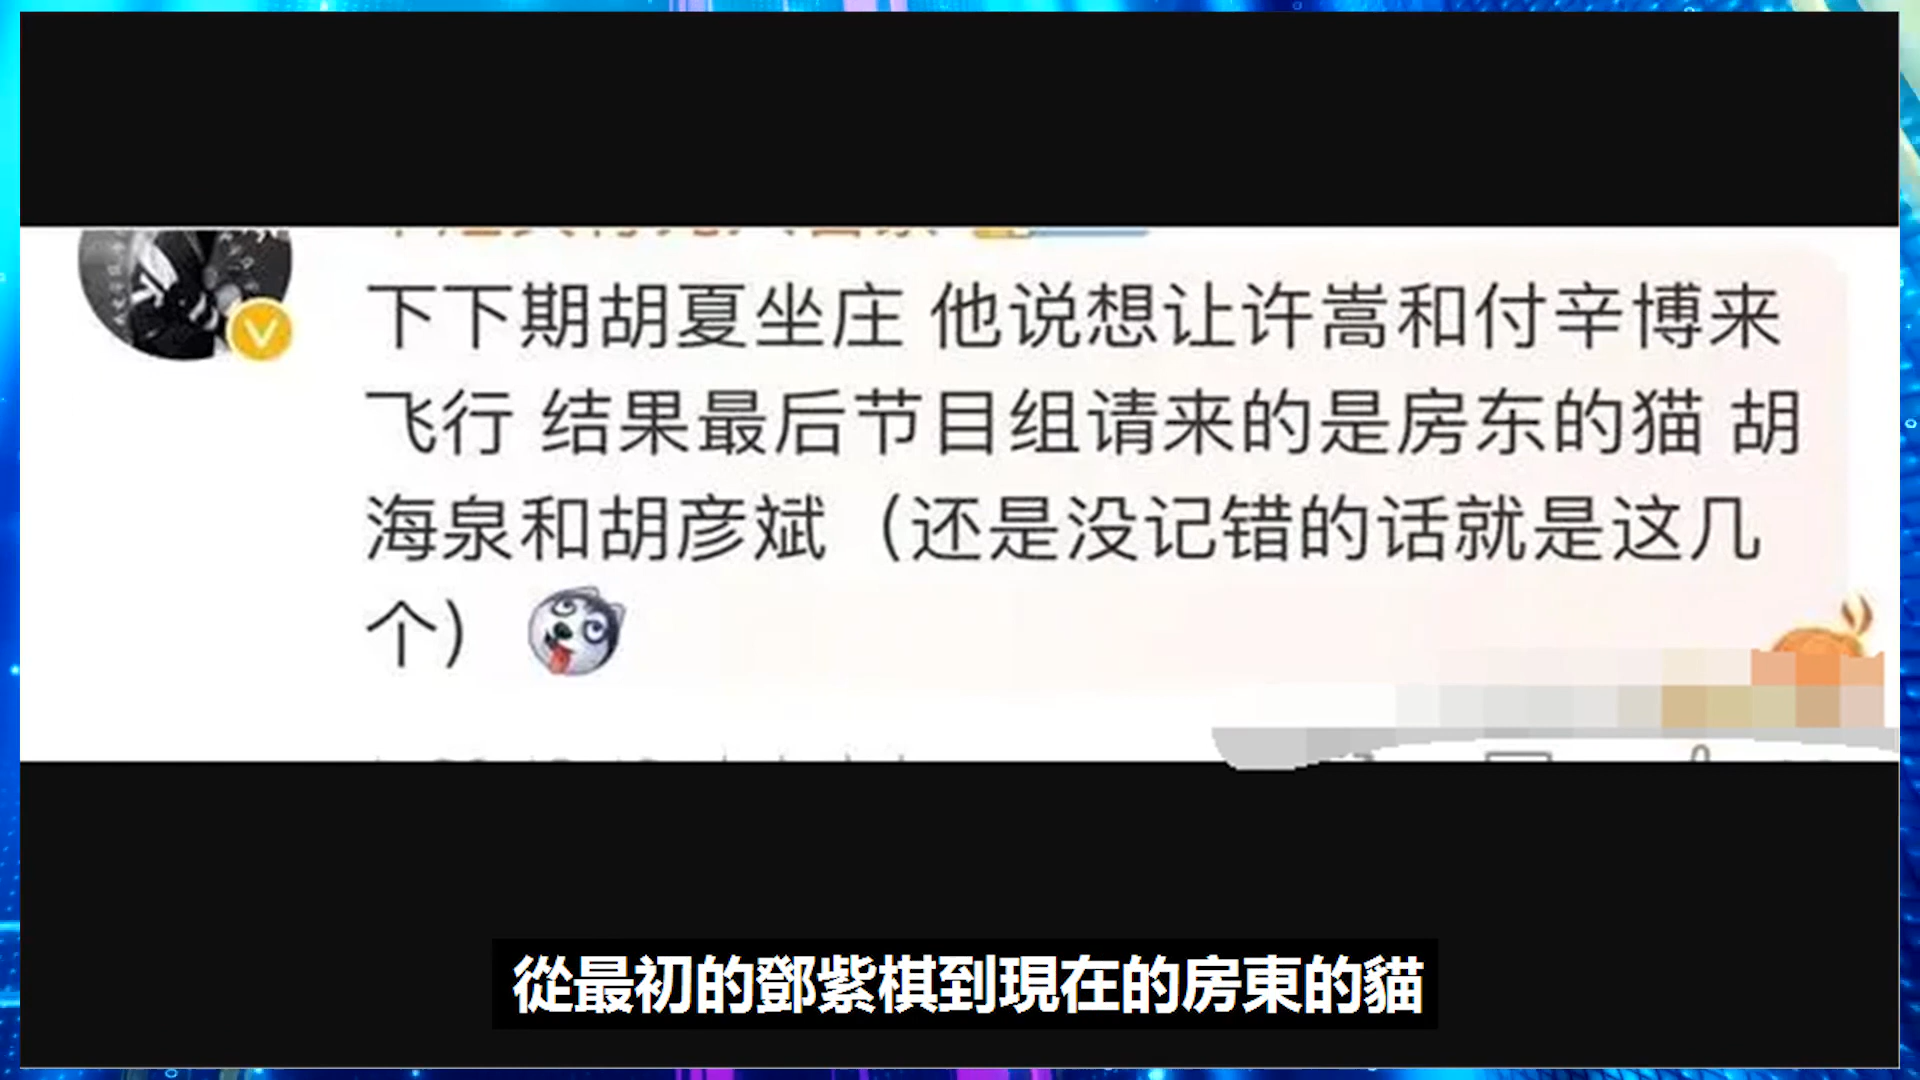 下下期胡夏坐庄 他说想让许嵩和付辛博来
飞行 结果最后节目组请来的是房东的猫 胡
海泉和胡彦斌（还是没记错的话就是这几
个）
從最初的鄧紫棋到現在的房東的貓